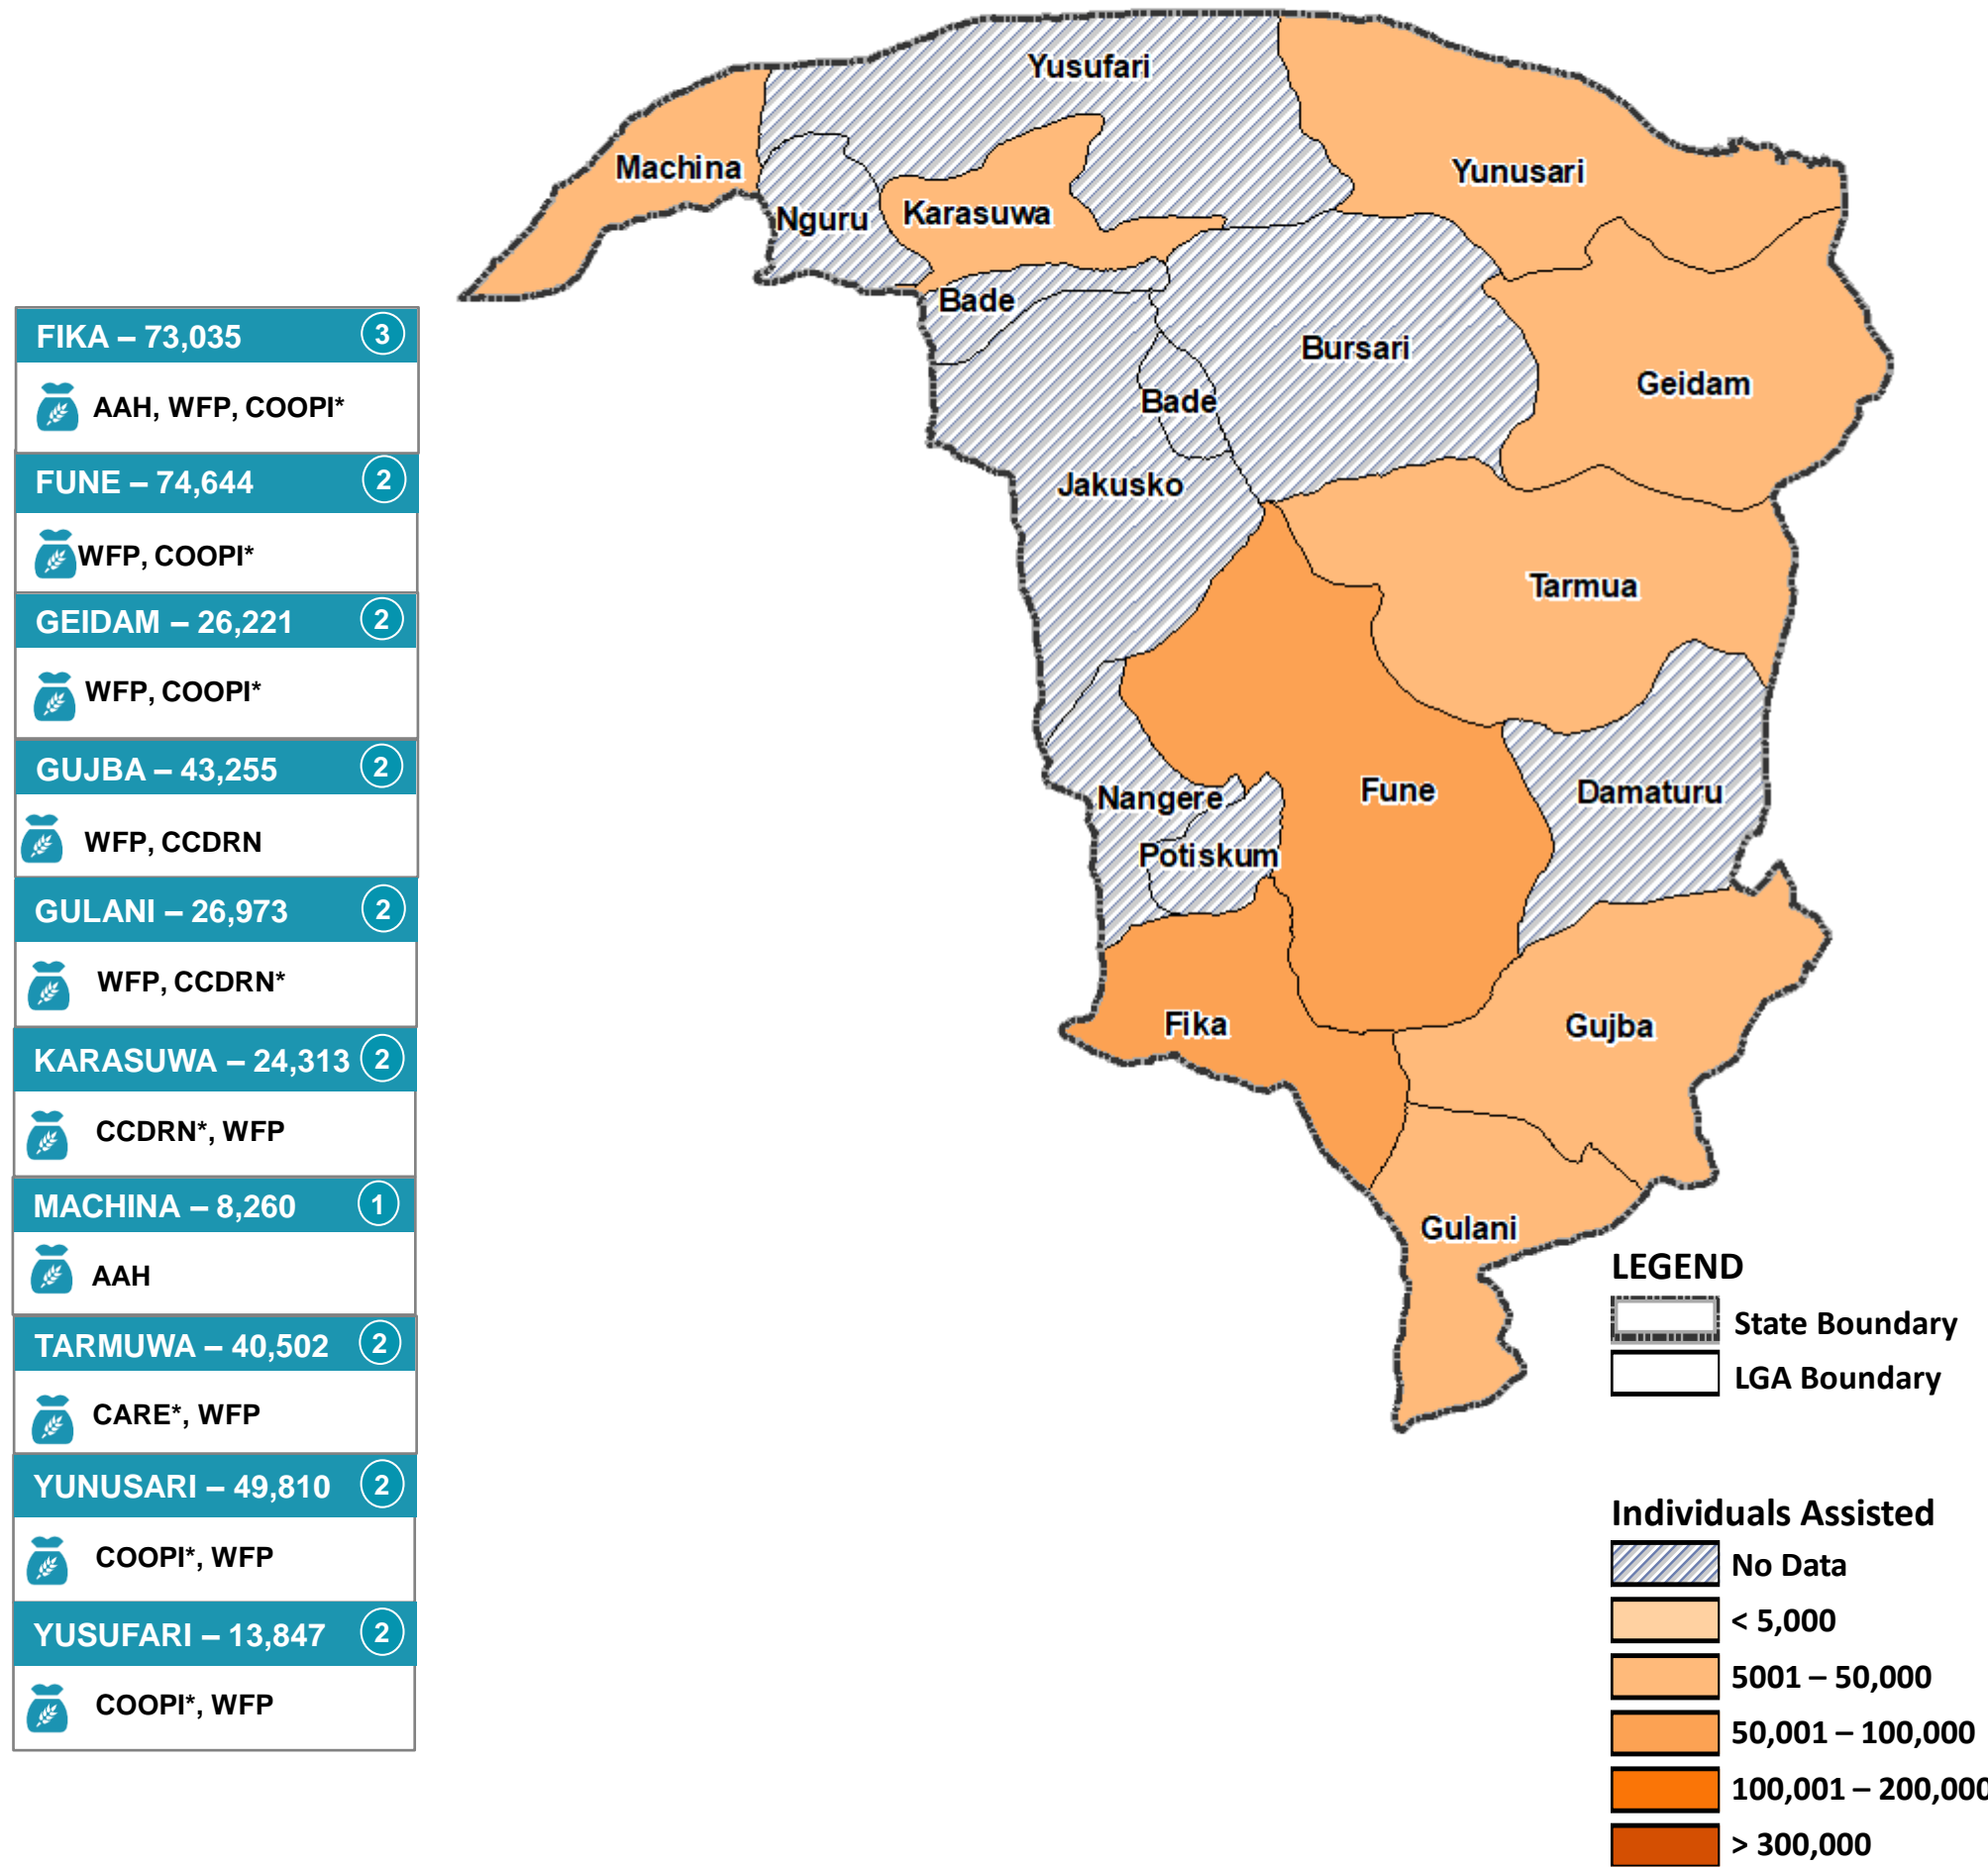 FIKA – 73,035 3
AAH, WFP, COOPI*
FUNE – 74,644 2
WFP, COOPI*
GEIDAM – 26,221 2
WFP, COOPI*
GUJBA – 43,255 2
WFP, CCDRN
GULANI – 26,973 2
WFP, CCDRN*
KARASUWA – 24,313 2
CCDRN*, WFP
MACHINA – 8,260 1
AAH
TARMUWA – 40,502 2
CARE*, WFP
YUNUSARI – 49,810 2
COOPI*, WFP
YUSUFARI – 13,847 2
COOPI*, WFP
Yusufari
Machina
Yunusari
Nguru
Karasuwa
Bade
Bursari
Geidam
Bade
Jakusko
Tarmua
Nangere
Fune
Damaturu
Potiskum
Fika
Gujba
Gulani
LEGEND
State Boundary
LGA Boundary
Individuals Assisted
No Data
< 5,000
5001 – 50,000
50,001 – 100,000
100,001 – 200,000
> 300,000